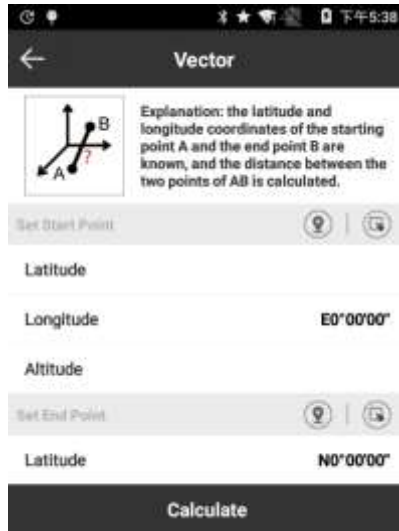 下午5:38
Vector
B
?
A
Explanation: the latitude and
longitude coordinates of the starting
point A and the end point B are
known, and the distance between the
two points of AB is calculated.
Set Start Point
Latitude
Longitude E0°00'00"
Altitude
Set End Point
Latitude N0°00'00"
Calculate